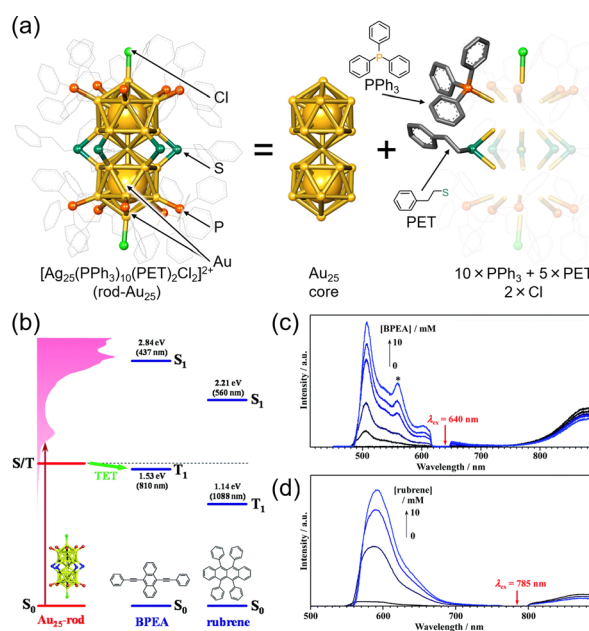 (a)
PPh3
Cl
S
P
Au
=
+
S
PET
[Ag25(PPh3)10(PET)2Cl2]2+
(rod-Au25)
Au25
core
10 × PPh3 + 5 × PET
2 × Cl
(b)
2.84 eV
(437 nm)
S1
2.21 eV
(560 nm)
S1
S/T
TET
T1
1.53 eV
(810 nm)
1.14 eV
(1088 nm)
T1
S0
S0
S0
Au25-rod
BPEA
rubrene
(c)
Intensity / a.u.
[BPEA] / mM
10
0
*
λex = 640 nm
500 600 700 800
Wavelength / nm
(d)
Intensity / a.u.
[rubrene]
/ mM
10
0
λex = 785 nm
500 600 700 800
Wavelength / nm